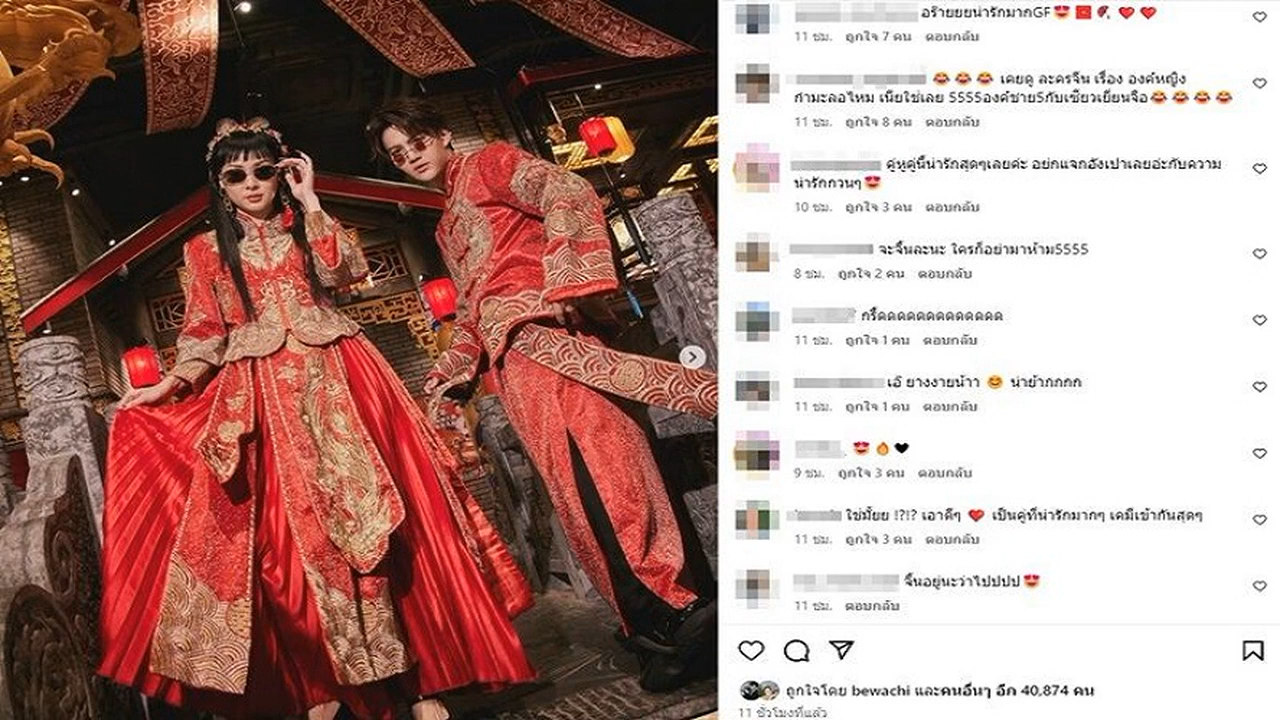 อร๊ายยยน่ารักมากGF😍🟥🧨❤️❤️
11 ชม. ถูกใจ 7 คน ตอบกลับ
😂😂😂 เคยดู ละครจีน เรื่อง องค์หญิง
กำมะลอไหม เนี่ยใช่เลย 5555องค์ชาย5กับเซียวเยี่ยนจือ😂😂😂😂
11 ชม. ถูกใจ 8 คน ตอบกลับ
คู่หูคู่นี้น่ารักสุดๆเลยค่ะ อยกแจกอังเปาเลยอ่ะกับความ
น่ารักกวนๆ😍
10 ชม. ถูกใจ 3 คน ตอบกลับ
จะจิ้นละนะ ใครก็อย่ามาห้าม5555
8 ชม. ถูกใจ 2 คน ตอบกลับ
กรี้ดดดดดดดดดดดดด
11 ชม. ถูกใจ 1 คน ตอบกลับ
เอ๊ ยางงายน้าา 😊 น่าย้ากกกก
11 ชม. ถูกใจ 1 คน ตอบกลับ
😍🔥🖤
9 ชม. ถูกใจ 3 คน ตอบกลับ
ใช่มั้ยย !?!? เอาดีๆ ❤️ เป็นคู่ที่น่ารักมากๆ เคมีเข้ากันสุดๆ
11 ชม. ถูกใจ 3 คน ตอบกลับ
จิ้นอยู่นะว่าไปปปป😍
11 ชม. ตอบกลับ
ถูกใจโดย bewachi และคนอื่นๆ อีก 40,874 คน
11 ชั่วโมงที่แล้ว